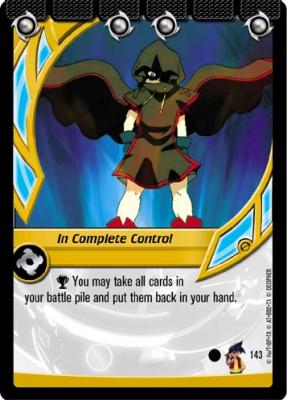 In Complete Control
You may take all cards in
your battle pile and put them back in your hand.
143